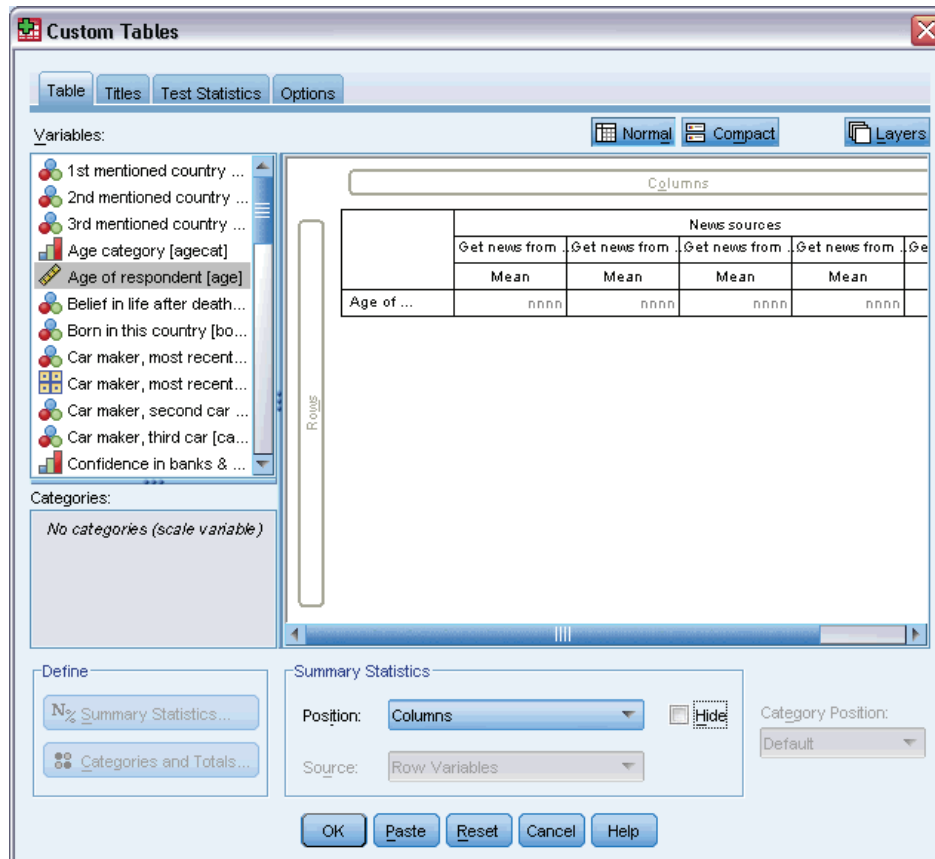 Custom Tables
Table Titles Test Statistics Options
Variables:
Normal Compact Layers
1st mentioned country ...
2nd mentioned country ...
3rd mentioned country ...
Age category [agecat]
Age of respondent [age]
Belief in life after death...
Born in this country [bo...
Car maker, most recent...
Car maker, most recent...
Car maker, second car ...
Car maker, third car [ca...
Confidence in banks & ...
Columns
Rows
News sources
Get news from .. Get news from .. Get news from .. Get news from .. Ge
Mean Mean Mean Mean
Age of ... nnnn nnnn nnnn nnnn
Categories:
No categories (scale variable)
Define
N% Summary Statistics...
Categories and Totals...
Summary Statistics
Position: Columns Hide
Source: Row Variables
Category Position:
Default
OK Paste Reset Cancel Help